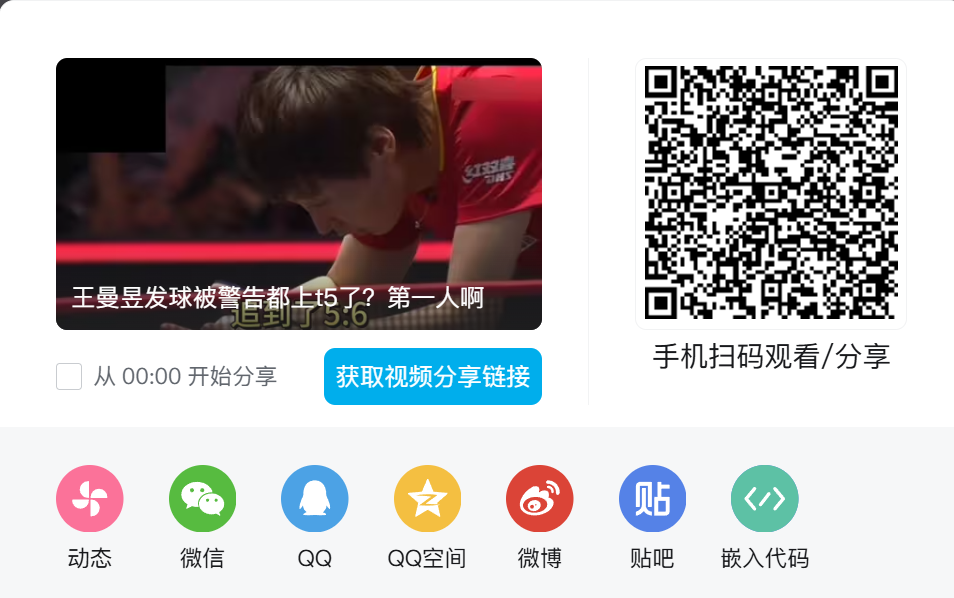 王曼昱发球被警告都上t5了？第一人啊
追到了5:6
从 00:00 开始分享
获取视频分享链接
手机扫码观看/分享
贴
动态
微信
QQ
QQ空间
微博
贴吧
嵌入代码